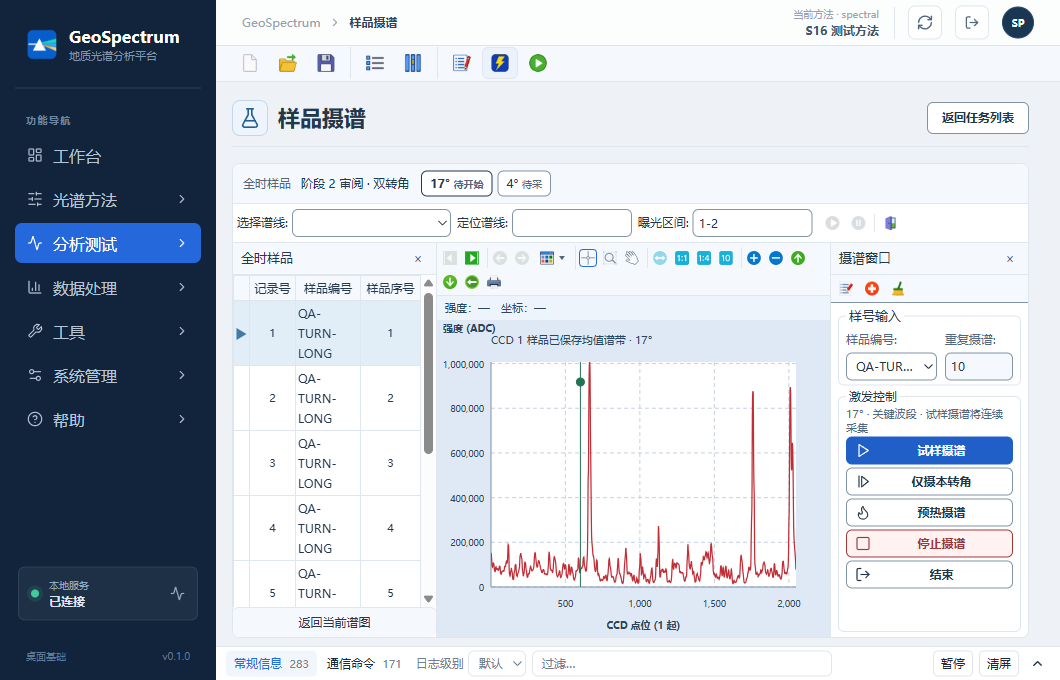 GeoSpectrum
地质光谱分析平台
功能导航
工作台
光谱方法
分析测试
数据处理
工具
系统管理
帮助
本地服务
已连接
桌面基础
v0.1.0
GeoSpectrum > 样品摄谱
当前方法 · spectral
S16 测试方法
SP
样品摄谱
返回任务列表
全时样品 阶段 2 审阅 · 双转角 17° 待开始 4° 待采
选择谱线: 定位谱线: 曝光区间: 1-2
全时样品 ×
记录号 样品编号 样品序号
1 QA-TURN-LONG 1
2 QA-TURN-LONG 2
3 QA-TURN-LONG 3
4 QA-TURN-LONG 4
5 QA-TURN- 5
返回当前谱图
1:1 1:4 10
强度: — 坐标: —
强度 (ADC)
CCD 1 样品已保存均值谱带 · 17°
1,000,000
800,000
600,000
400,000
200,000
0
500 1,000 1,500 2,000
CCD 点位 (1 起)
摄谱窗口 ×
样号输入
样品编号: 重复摄谱:
QA-TUR... 10
激发控制
17° · 关键波段 · 试样摄谱将连续
采集
试样摄谱
仅摄本转角
预热摄谱
停止摄谱
结束
常规信息 283 通信命令 171 日志级别 默认 过滤... 暂停 清屏